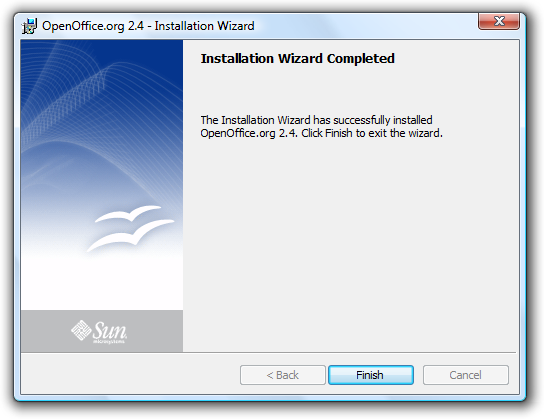 OpenOffice.org 2.4 - Installation Wizard
Installation Wizard Completed
The Installation Wizard has successfully installed
OpenOffice.org 2.4. Click Finish to exit the wizard.
Sun
microsystems
< Back
Finish
Cancel